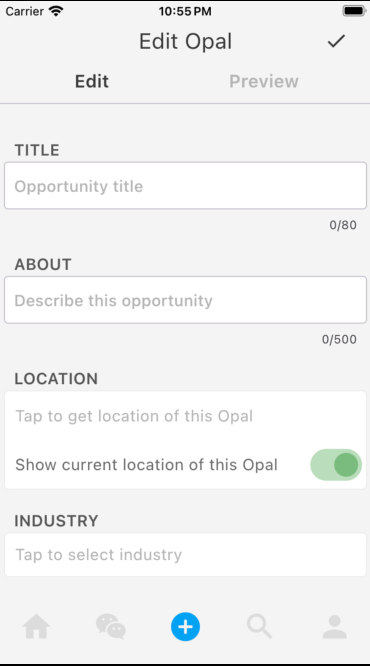 Carrier 10:55 PM
Edit Opal
Edit Preview
TITLE
Opportunity title
0/80
ABOUT
Describe this opportunity
0/500
LOCATION
Tap to get location of this Opal
Show current location of this Opal
INDUSTRY
Tap to select industry